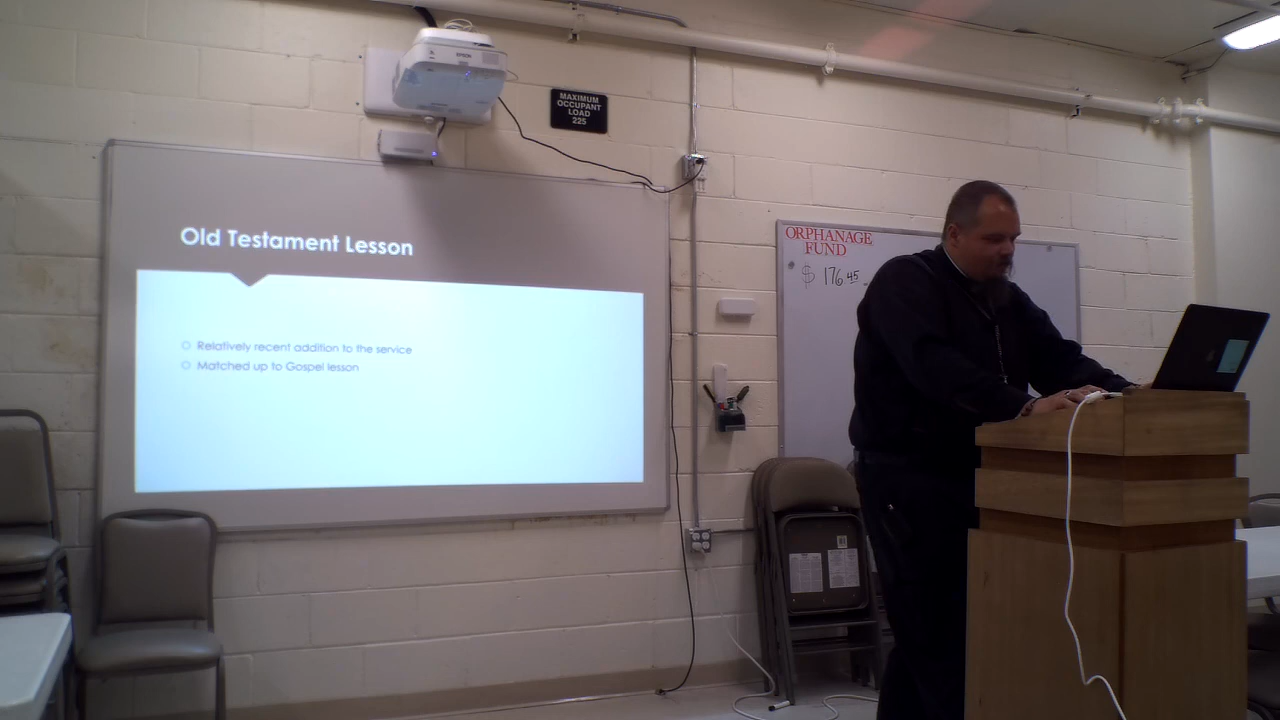 EPSON
MAXIMUM
OCCUPANT
LOAD
225
Old Testament Lesson
Relatively recent addition to the service
Matched up to Gospel lesson
ORPHANAGE
FUND
$ 176 45